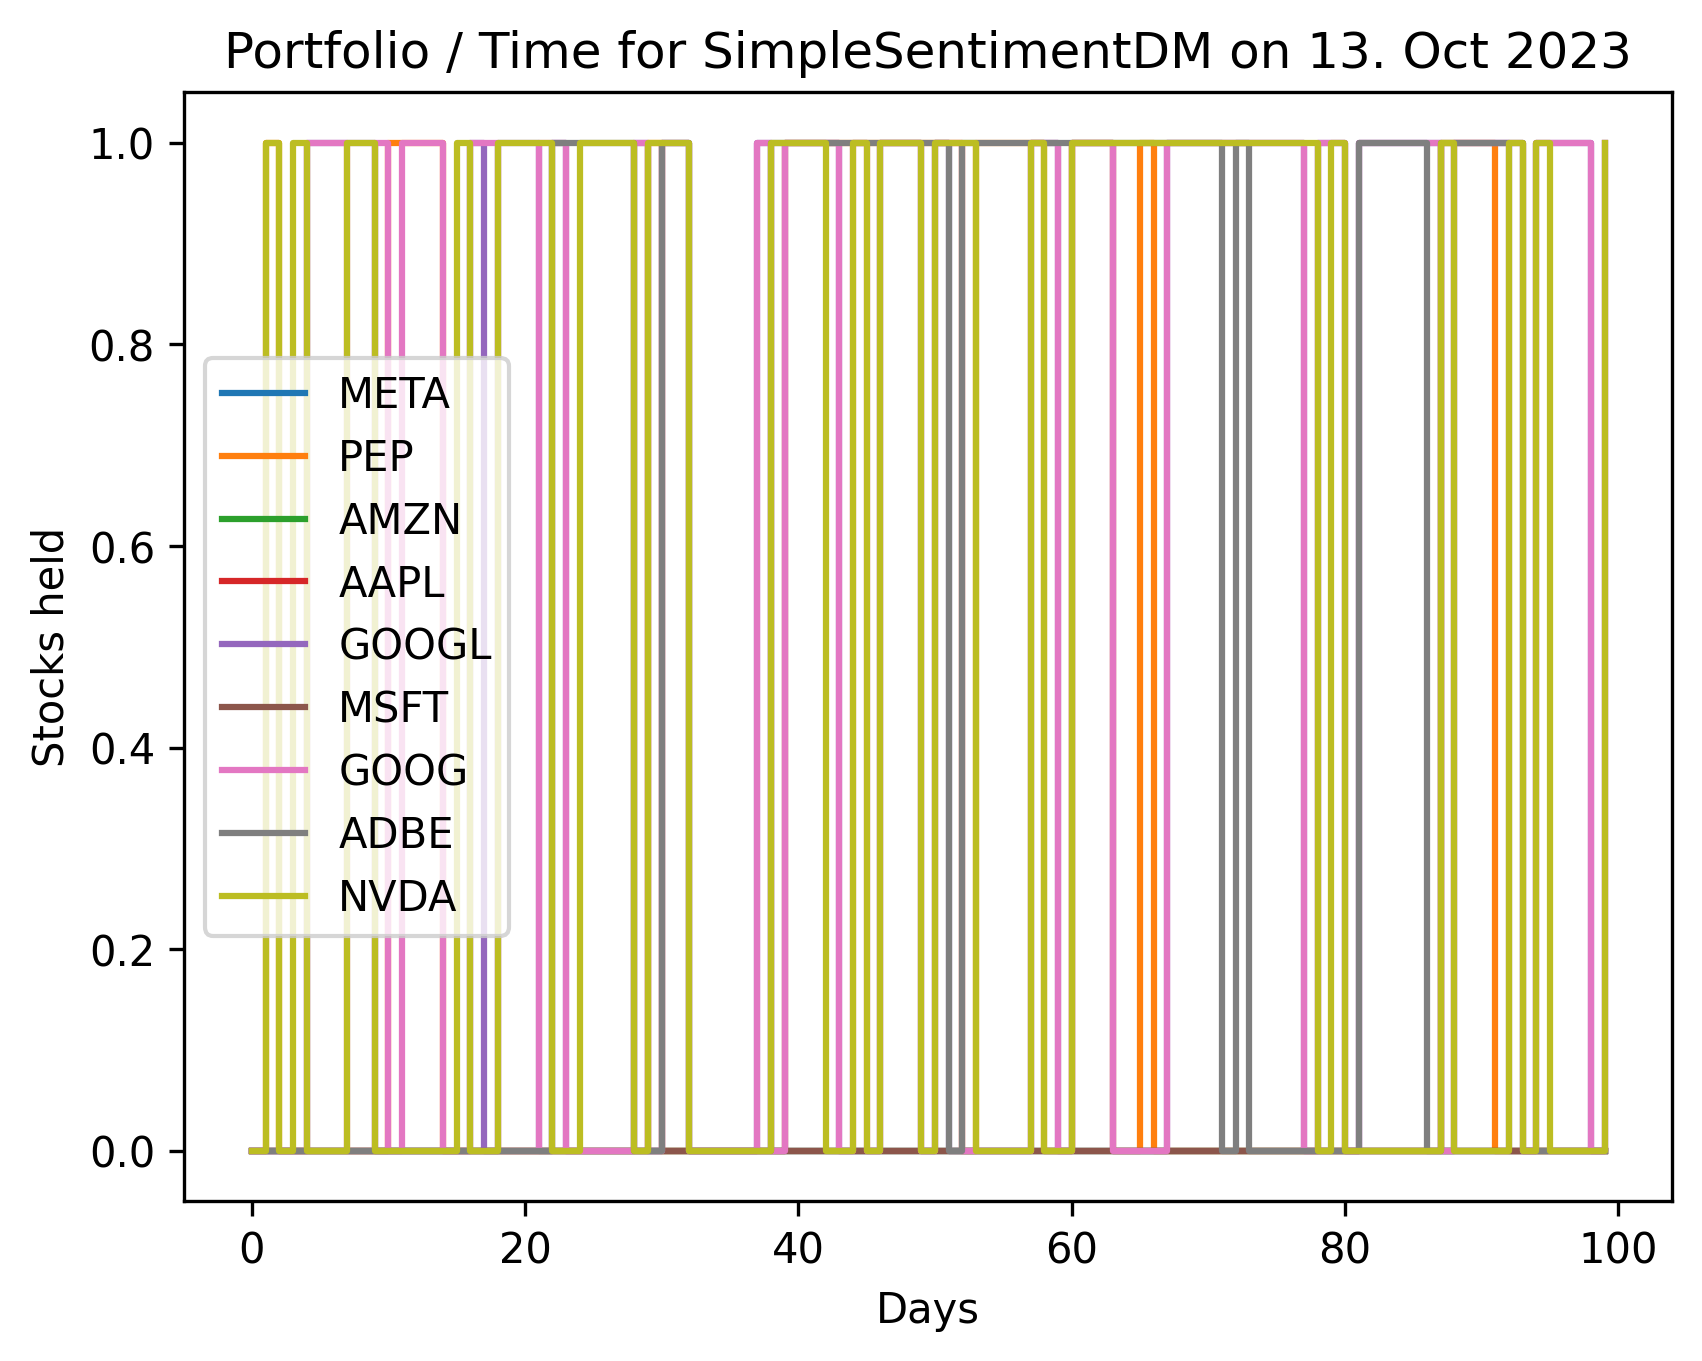 Portfolio / Time for SimpleSentimentDM on 13. Oct 2023
1.0
0.8
0.6
0.4
0.2
0.0
Stocks held
META
PEP
AMZN
AAPL
GOOGL
MSFT
GOOG
ADBE
NVDA
0 20 40 60 80 100
Days